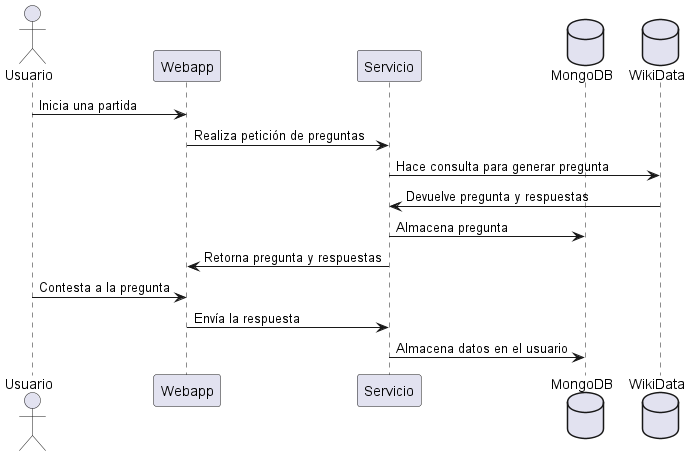 Usuario
Webapp
Servicio
MongoDB
WikiData
Inicia una partida
Realiza petición de preguntas
Hace consulta para generar pregunta
Devuelve pregunta y respuestas
Almacena pregunta
Retorna pregunta y respuestas
Contesta a la pregunta
Envía la respuesta
Almacena datos en el usuario
Usuario
Webapp
Servicio
MongoDB
WikiData